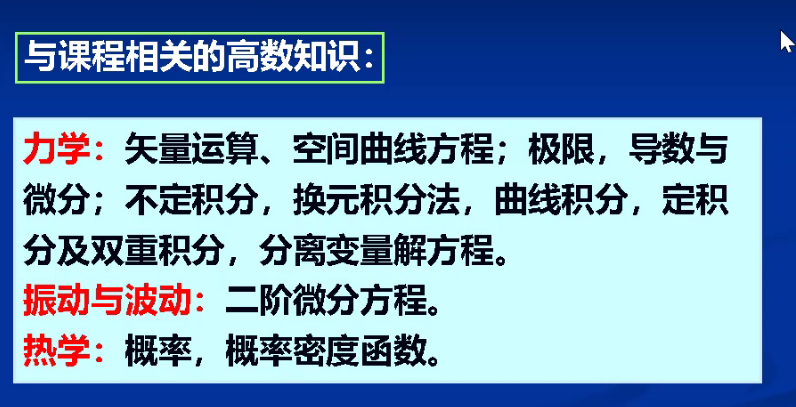 与课程相关的高数知识：
力学：矢量运算、空间曲线方程；极限，导数与
微分；不定积分，换元积分法，曲线积分，定积
分及双重积分，分离变量解方程。
振动与波动：二阶微分方程。
热学：概率，概率密度函数。